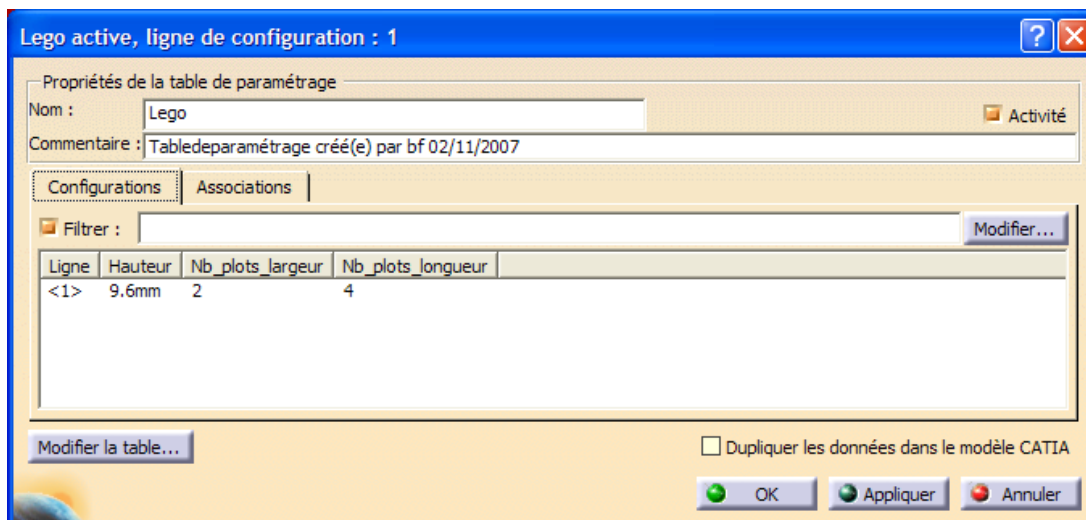 Lego active, ligne de configuration : 1
Propriétés de la table de paramétrage
Nom : Lego Activité
Commentaire : Tabledeparamétrage créé(e) par bf 02/11/2007
Configurations Associations
Filtrer : Modifier...
Ligne Hauteur Nb_plots_largeur Nb_plots_longueur
<1> 9.6mm 2 4
Modifier la table... Dupliquer les données dans le modèle CATIA
OK Appliquer Annuler